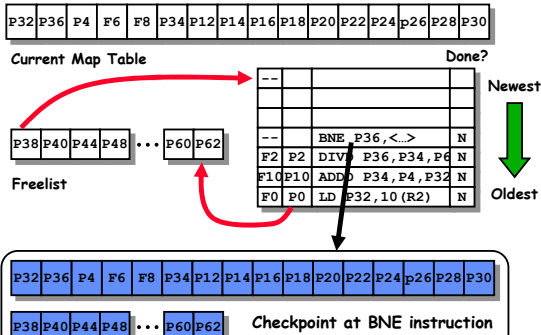 P32 P36 P4 F6 F8 P34 P12 P14 P16 P18 P20 P22 P24 p26 P28 P30
Current Map Table
Done?
--
Newest
P38 P40 P44 P48 ••• P60 P62
Freelist
-- BNE P36,<…> N
F2 P2 DIVD P36,P34,P6 N
F10 P10 ADDD P34,P4,P32 N
F0 P0 LD P32,10(R2) N
Oldest
P32 P36 P4 F6 F8 P34 P12 P14 P16 P18 P20 P22 P24 p26 P28 P30
P38 P40 P44 P48 ••• P60 P62
Checkpoint at BNE instruction